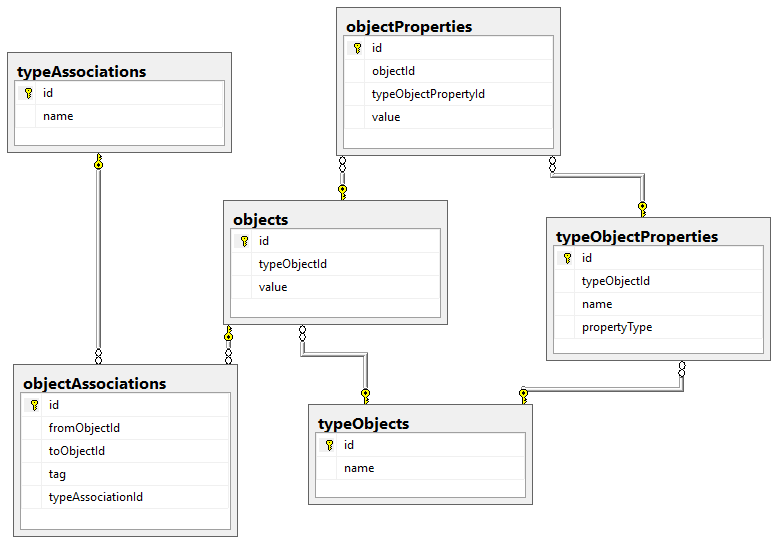 typeAssociations
id
name
objectProperties
id
objectId
typeObjectPropertyId
value
objects
id
typeObjectId
value
typeObjectProperties
id
typeObjectId
name
propertyType
objectAssociations
id
fromObjectId
toObjectId
tag
typeAssociationId
typeObjects
id
name